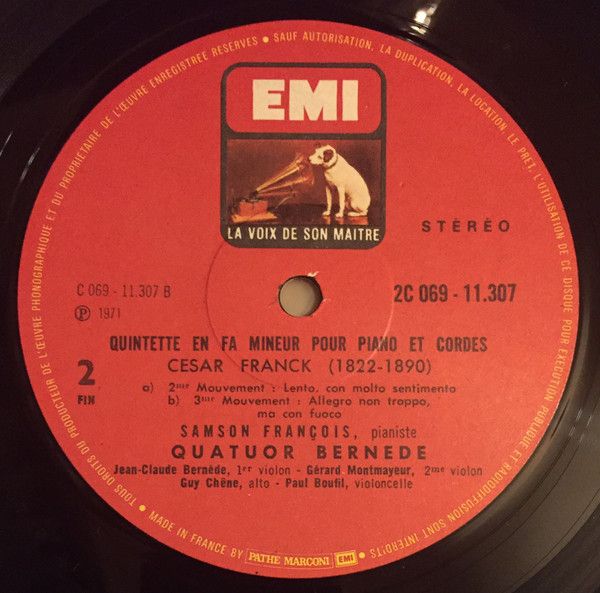 TOUS DROITS DU PRODUCTEUR DE L'ŒUVRE PHONOGRAPHIQUE ET DU PROPRIETAIRE DE L'ŒUVRE ENREGISTREE RESERVES • SAUF AUTORISATION, LA DUPLICATION, LA LOCATION, LE PRET, L'UTILISATION DE CE DISQUE POUR EXECUTION PUBLIQUE ET RADIODIFFUSION SONT INTERDITS •
EMI
LA VOIX DE SON MAITRE
STÉRÉO
C 069 - 11.307 B
2C 069 - 11.307
Ⓟ 1971
QUINTETTE EN FA MINEUR POUR PIANO ET CORDES
CESAR FRANCK (1822-1890)
2
FIN
a) 2me Mouvement : Lento, con molto sentimento
b) 3me Mouvement : Allegro non troppo,
ma con fuoco
SAMSON FRANÇOIS, pianiste
QUATUOR BERNEDE
Jean-Claude Bernède, 1er violon - Gérard Montmayeur, 2me violon
Guy Chêne, alto - Paul Boufil, violoncelle
MADE IN FRANCE BY PATHE MARCONI EMI